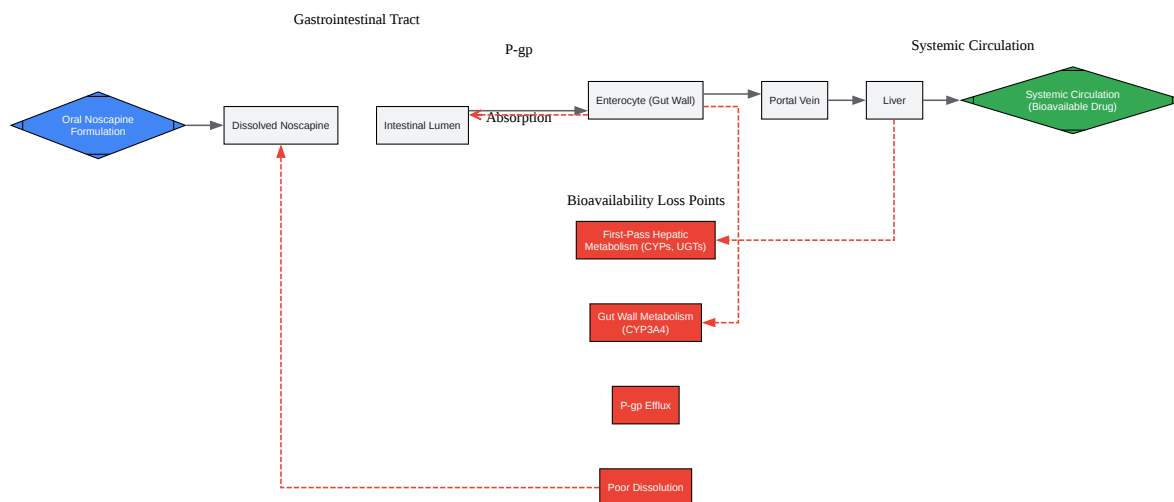 Gastrointestinal Tract
P-gp
Systemic Circulation
Oral Noscapine
Formulation
Dissolved Noscapine
Intestinal Lumen
Absorption
Enterocyte (Gut Wall)
Portal Vein
Liver
Systemic Circulation
(Bioavailable Drug)
Bioavailability Loss Points
First-Pass Hepatic
Metabolism (CYPs, UGTs)
Gut Wall Metabolism
(CYP3A4)
P-gp Efflux
Poor Dissolution